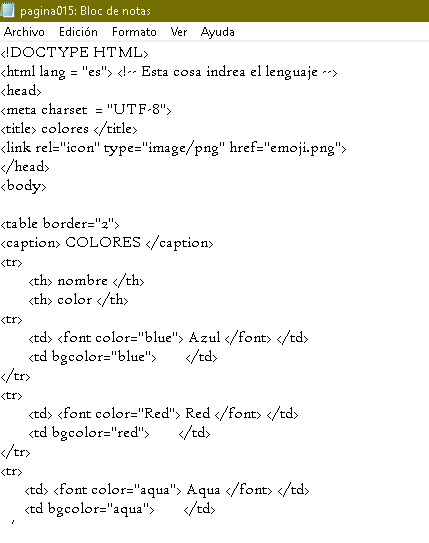 pagina015: Bloc de notas
Archivo Edición Formato Ver Ayuda
<!DOCTYPE HTML>
<html lang = "es"> <!-- Esta cosa indrea el lenguaje -->
<head>
<meta charset = "UTF-8">
<title> colores </title>
<link rel="icon" type="image/png" href="emoji.png">
</head>
<body>
<table border="2">
<caption> COLORES </caption>
<tr>
<th> nombre </th>
<th> color </th>
<tr>
<td> <font color="blue"> Azul </font> </td>
<td bgcolor="blue"> </td>
</tr>
<tr>
<td> <font color="Red"> Red </font> </td>
<td bgcolor="red"> </td>
</tr>
<tr>
<td> <font color="aqua"> Aqua </font> </td>
<td bgcolor="aqua"> </td>